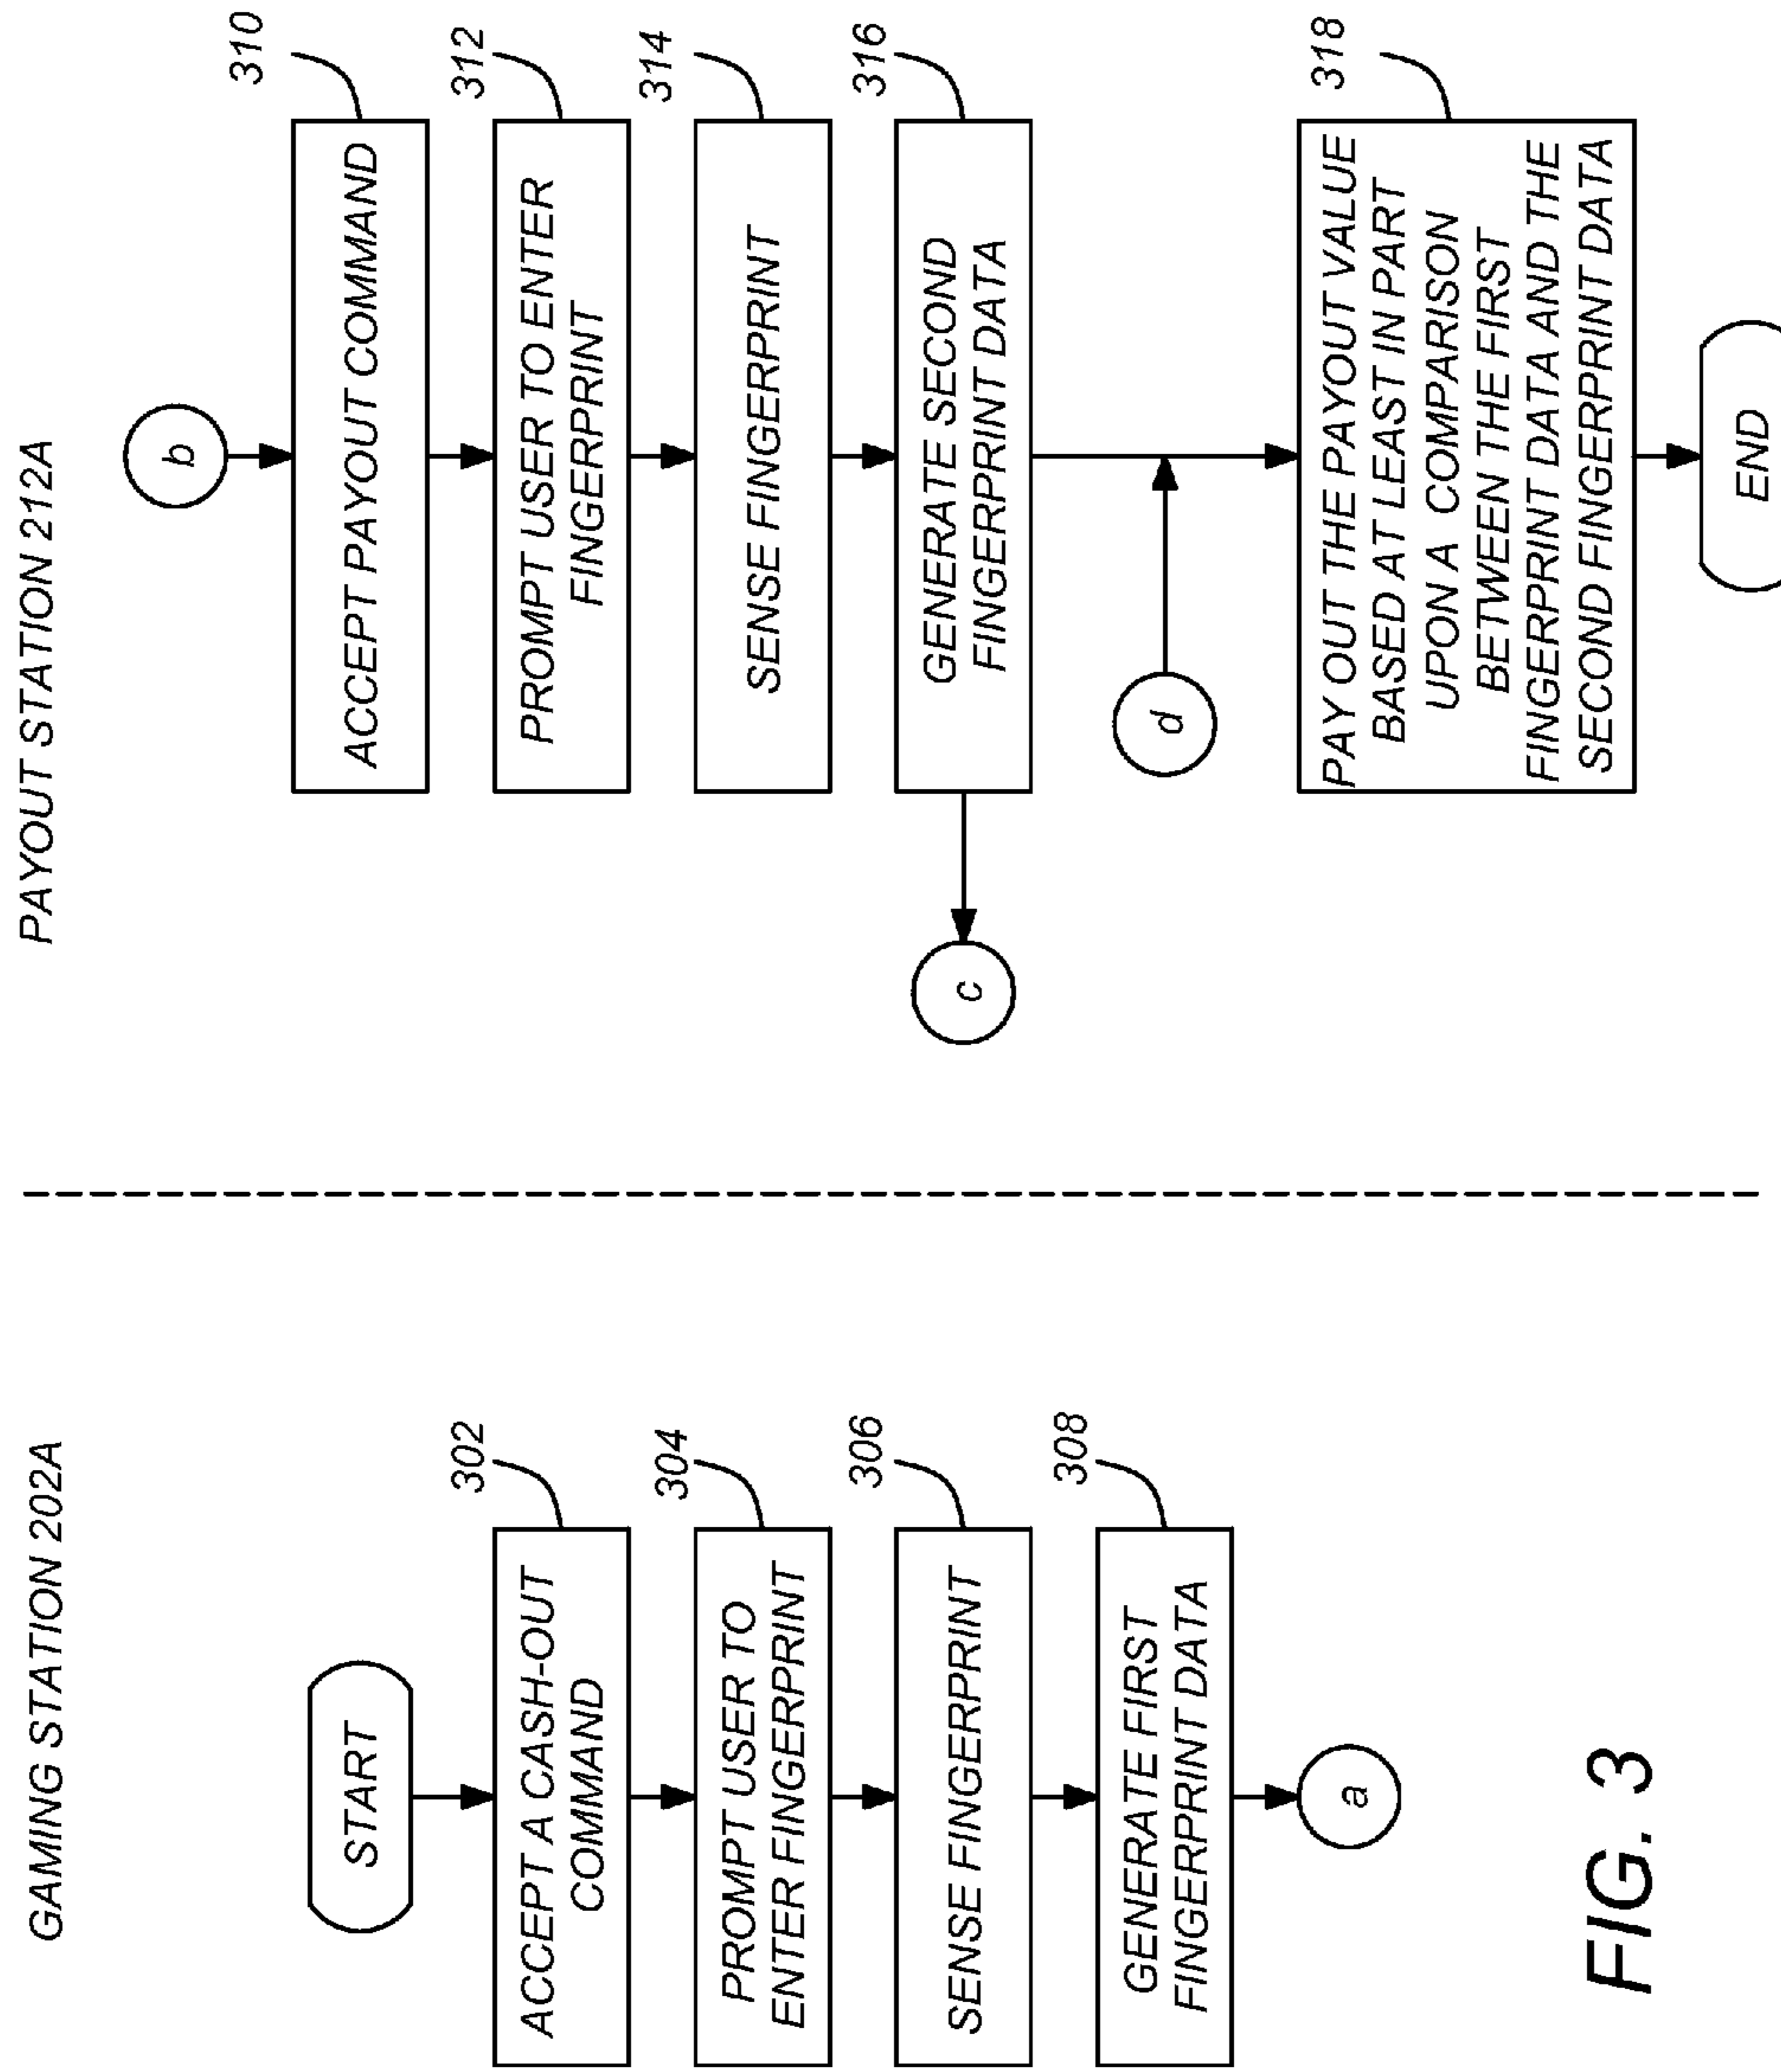 GAMING STATION 202A
START
302
ACCEPT A CASH-OUT
COMMAND
304
PROMPT USER TO
ENTER FINGERPRINT
306
SENSE FINGERPRINT
308
GENERATE FIRST
FINGERPRINT DATA
a
PAYOUT STATION 212A
b
310
ACCEPT PAYOUT COMMAND
312
PROMPT USER TO ENTER
FINGERPRINT
314
SENSE FINGERPRINT
316
GENERATE SECOND
FINGERPRINT DATA
c
d
318
PAY OUT THE PAYOUT VALUE
BASED AT LEAST IN PART
UPON A COMPARISON
BETWEEN THE FIRST
FINGERPRINT DATA AND THE
SECOND FINGERPRINT DATA
END
FIG. 3